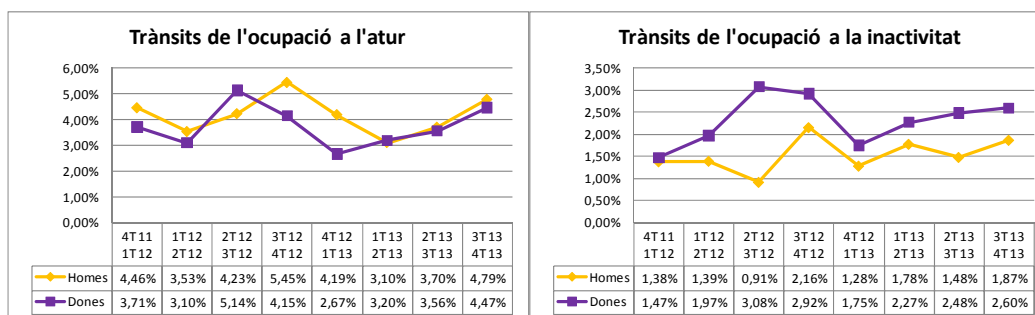 Trànsits de l'ocupació a l'atur
6,00%
5,00%
4,00%
3,00%
2,00%
1,00%
0,00%
4T11 1T12 2T12 3T12 4T12 1T13 2T13 3T13
1T12 2T12 3T12 4T12 1T13 2T13 3T13 4T13
Homes 4,46% 3,53% 4,23% 5,45% 4,19% 3,10% 3,70% 4,79%
Dones 3,71% 3,10% 5,14% 4,15% 2,67% 3,20% 3,56% 4,47%
Trànsits de l'ocupació a la inactivitat
3,50%
3,00%
2,50%
2,00%
1,50%
1,00%
0,50%
0,00%
4T11 1T12 2T12 3T12 4T12 1T13 2T13 3T13
1T12 2T12 3T12 4T12 1T13 2T13 3T13 4T13
Homes 1,38% 1,39% 0,91% 2,16% 1,28% 1,78% 1,48% 1,87%
Dones 1,47% 1,97% 3,08% 2,92% 1,75% 2,27% 2,48% 2,60%